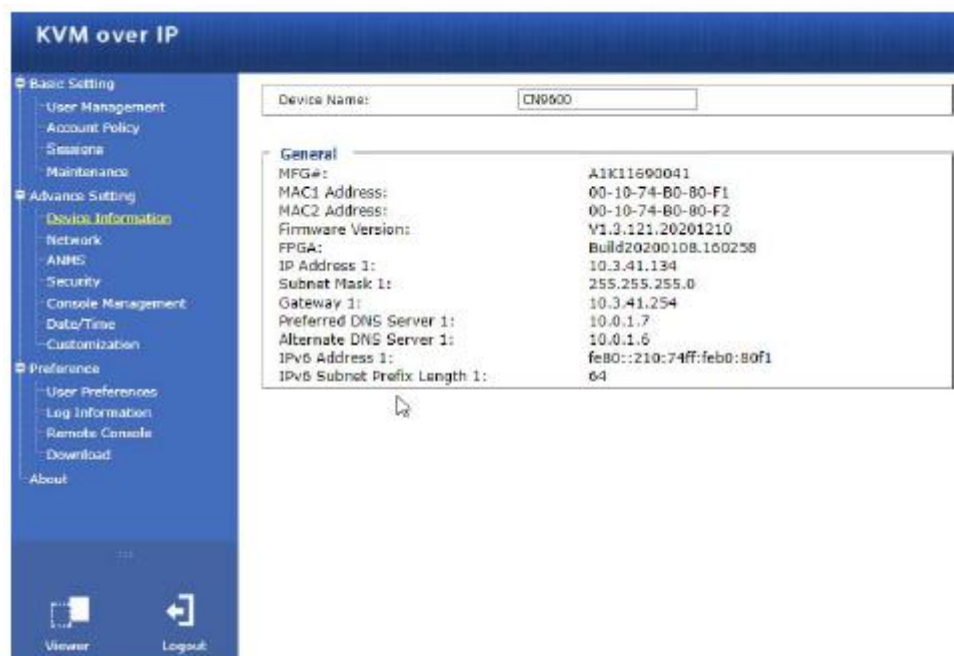 KVM over IP
Basic Setting
User Management
Account Policy
Sessions
Maintenance
Advance Setting
Device Information
Network
ANMS
Security
Console Management
Date/Time
Customization
Preference
User Preferences
Log Information
Remote Console
Download
About
Viewer
Logout
Device Name: CN9600
General
MFG#: A1K11690041
MAC1 Address: 00-10-74-B0-80-F1
MAC2 Address: 00-10-74-B0-80-F2
Firmware Version: V1.3.121.20201210
FPGA: Build20200108.160258
IP Address 1: 10.3.41.134
Subnet Mask 1: 255.255.255.0
Gateway 1: 10.3.41.254
Preferred DNS Server 1: 10.0.1.7
Alternate DNS Server 1: 10.0.1.6
IPv6 Address 1: fe80::210:74ff:feb0:80f1
IPv6 Subnet Prefix Length 1: 64